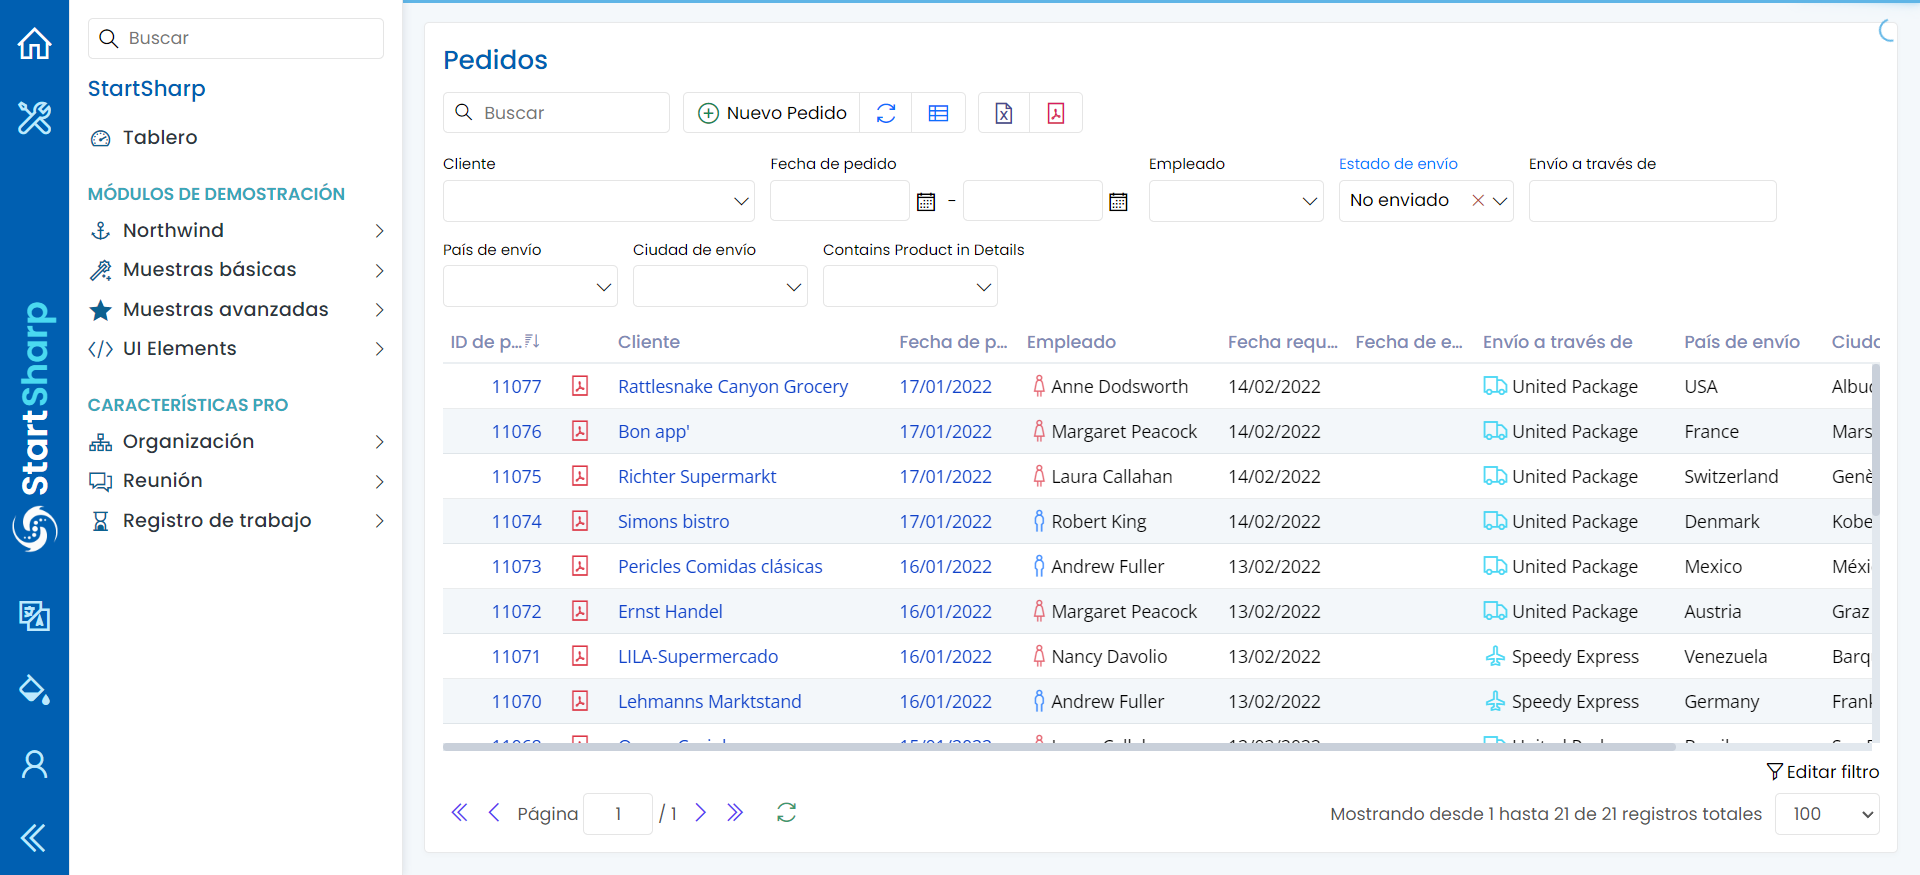 StartSharp
Buscar
StartSharp
Tablero
MÓDULOS DE DEMOSTRACIÓN
Northwind
Muestras básicas
Muestras avanzadas
UI Elements
CARACTERÍSTICAS PRO
Organización
Reunión
Registro de trabajo
Pedidos
Buscar
Nuevo Pedido
Cliente
Fecha de pedido
Empleado
Estado de envío
Envío a través de
-
No enviado
País de envío
Ciudad de envío
Contains Product in Details
ID de p... Cliente Fecha de p... Empleado Fecha requ... Fecha de e... Envío a través de País de envío Ciudc
11077 Rattlesnake Canyon Grocery 17/01/2022 Anne Dodsworth 14/02/2022 United Package USA Albuc
11076 Bon app' 17/01/2022 Margaret Peacock 14/02/2022 United Package France Mars
11075 Richter Supermarkt 17/01/2022 Laura Callahan 14/02/2022 United Package Switzerland Genè
11074 Simons bistro 17/01/2022 Robert King 14/02/2022 United Package Denmark Kobe
11073 Pericles Comidas clásicas 16/01/2022 Andrew Fuller 13/02/2022 United Package Mexico Méxi
11072 Ernst Handel 16/01/2022 Margaret Peacock 13/02/2022 United Package Austria Graz
11071 LILA-Supermercado 16/01/2022 Nancy Davolio 13/02/2022 Speedy Express Venezuela Barq
11070 Lehmanns Marktstand 16/01/2022 Andrew Fuller 13/02/2022 Speedy Express Germany Frank
Editar filtro
Página 1 / 1
Mostrando desde 1 hasta 21 de 21 registros totales 100